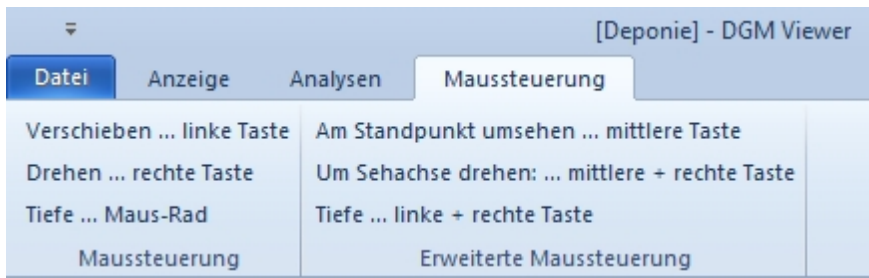 [Deponie] - DGM Viewer
Datei Anzeige Analysen Maussteuerung
Verschieben ... linke Taste Am Standpunkt umsehen ... mittlere Taste
Drehen ... rechte Taste Um Sehachse drehen: ... mittlere + rechte Taste
Tiefe ... Maus-Rad Tiefe ... linke + rechte Taste
Maussteuerung Erweiterte Maussteuerung